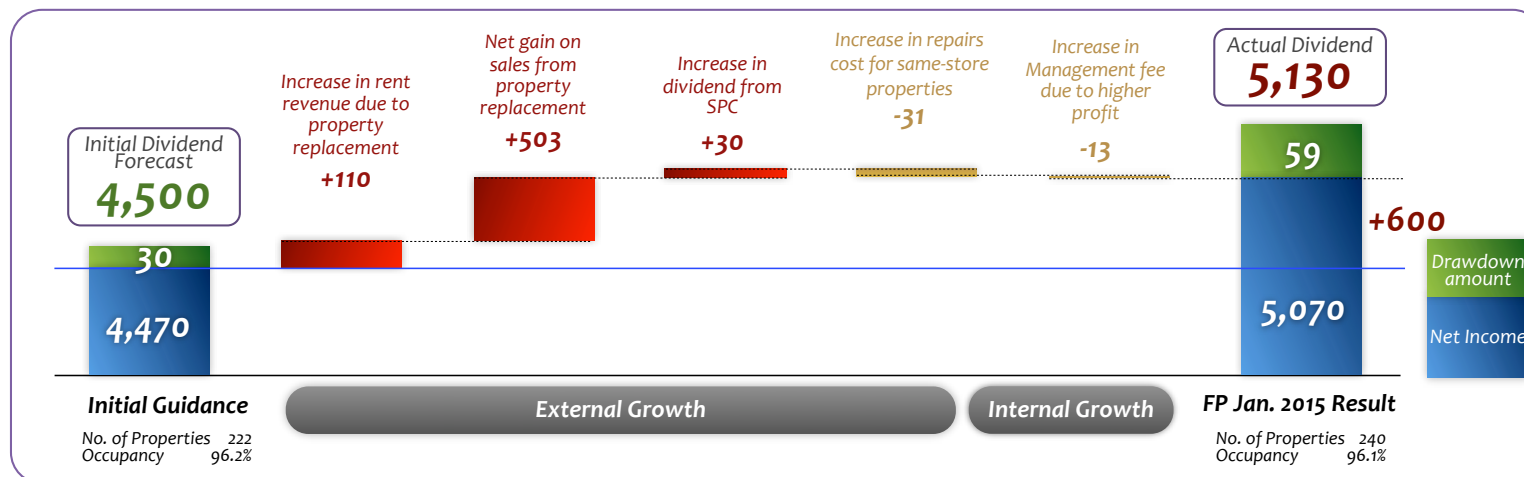 Initial Dividend
Forecast
4,500
30
4,470
Initial Guidance
No. of Properties 222
Occupancy 96.2%
Increase in rent
revenue due to
property
replacement
+110
Net gain on
sales from
property
replacement
+503
Increase in
dividend from
SPC
+30
Increase in repairs
cost for same-store
properties
-31
Increase in
Management fee
due to higher
profit
-13
External Growth
Internal Growth
Actual Dividend
5,130
59
+600
5,070
FP Jan. 2015 Result
No. of Properties 240
Occupancy 96.1%
Drawdown
amount
Net Income